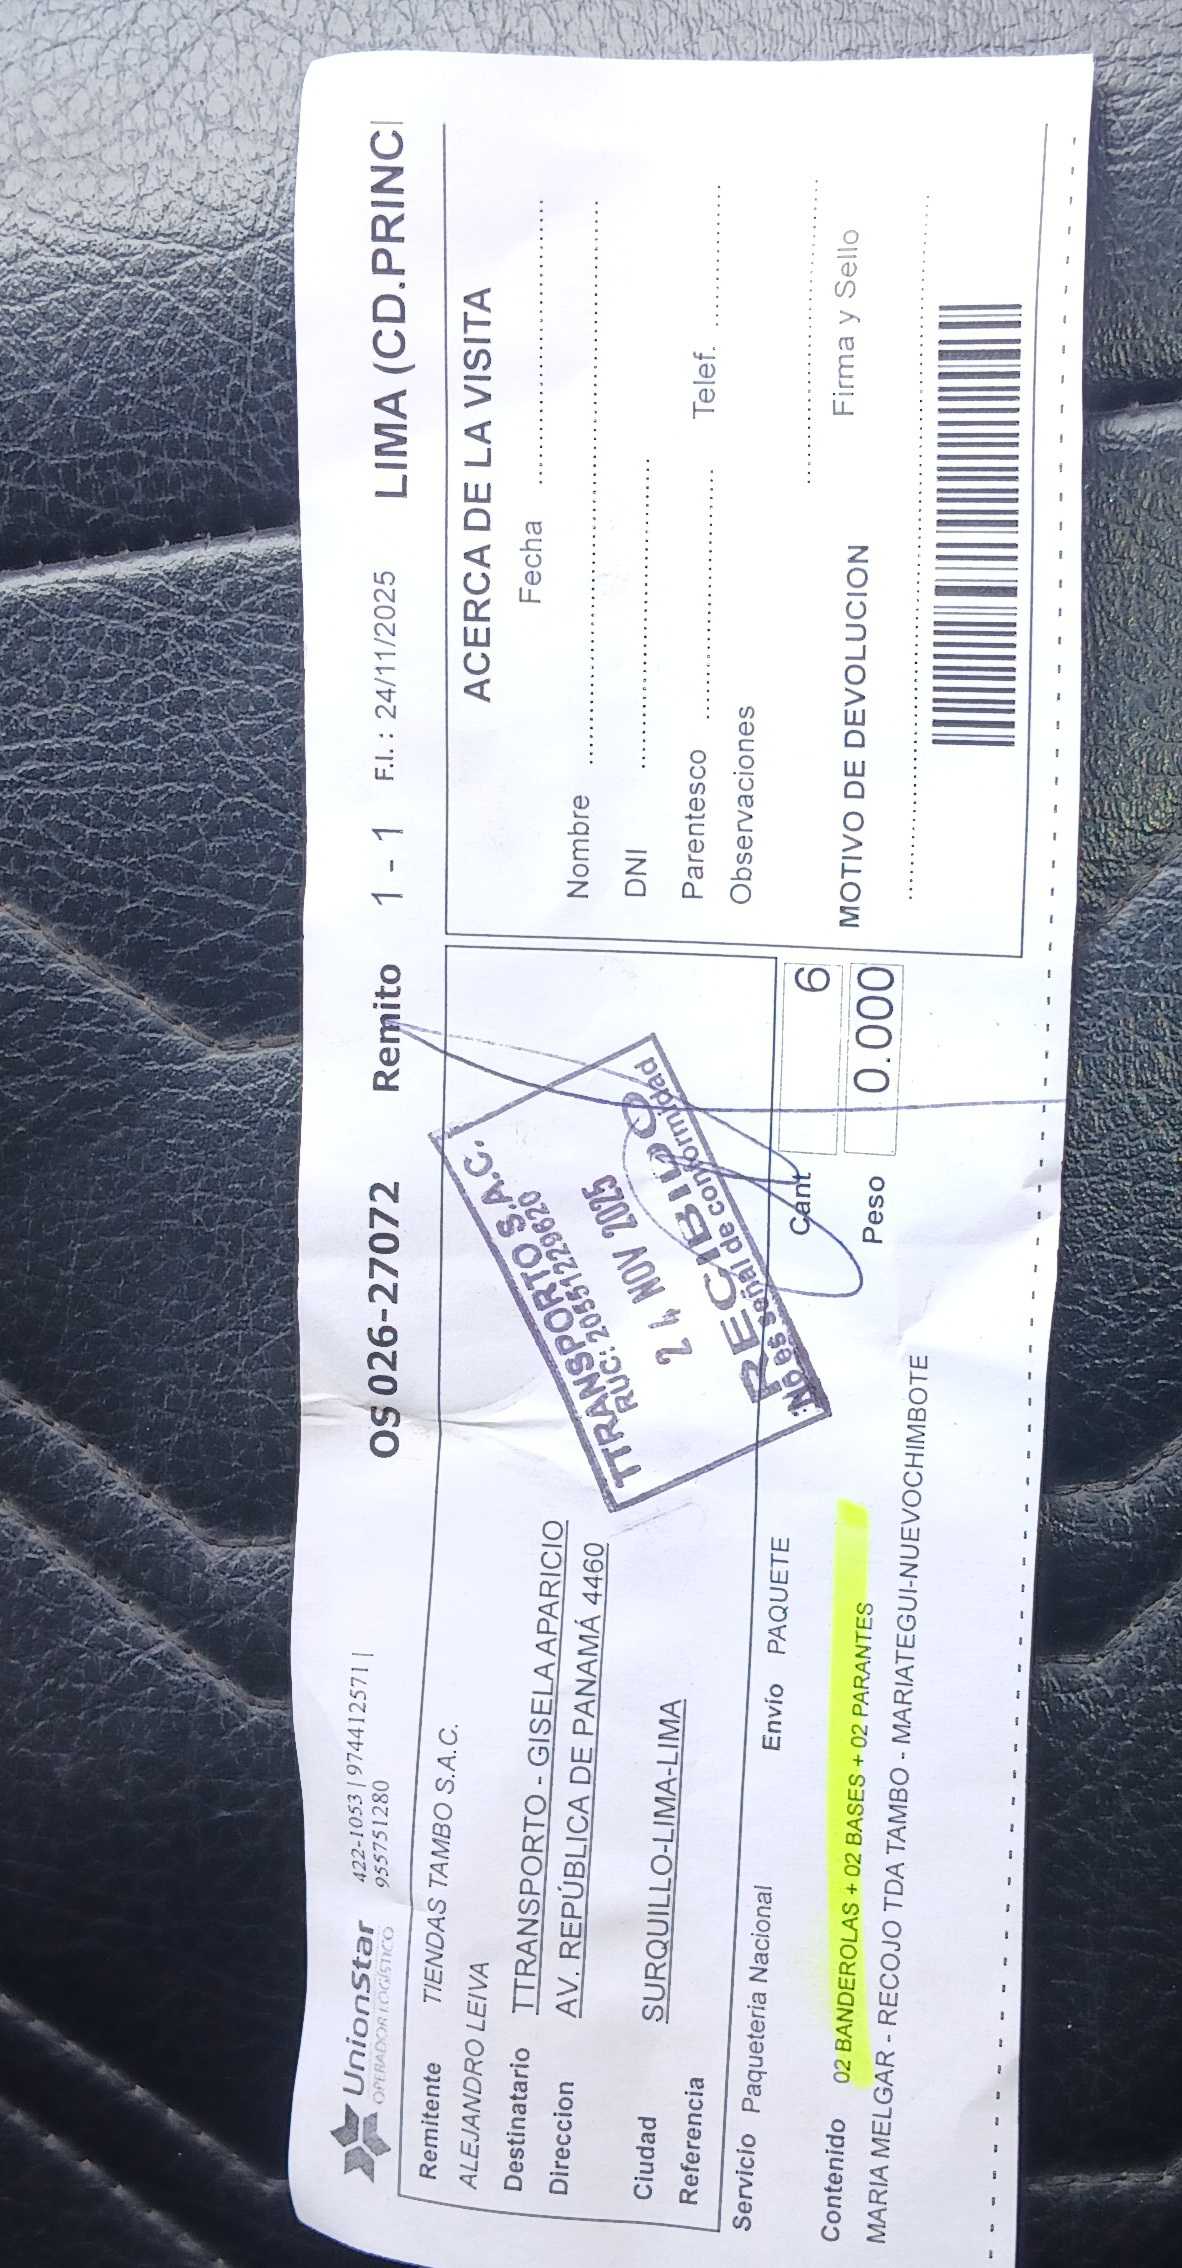 UnionStar
OPERADOR LOGÍSTICO
422-1053 | 974412571 |
955751280
OS 026-27072 Remito 1 - 1 F.I. : 24/11/2025 LIMA (CD.PRINCI
Remitente TIENDAS TAMBO S.A.C.
ALEJANDRO LEIVA
Destinatario TTRANSPORTO - GISELA APARICIO
Direccion AV. REPÚBLICA DE PANAMÁ 4460
Ciudad SURQUILLO-LIMA-LIMA
Referencia
Servicio Paqueteria Nacional Envío PAQUETE
Cant 6
Peso 0.000
Contenido 02 BANDEROLAS + 02 BASES + 02 PARANTES
MARIA MELGAR - RECOJO TDA TAMBO - MARIATEGUI-NUEVOCHIMBOTE
TTRANSPORTO S.A.C.
RUC: 20551229620
24 NOV 2025
RECIBIDO
No es señal de conformidad
ACERCA DE LA VISITA
Fecha
Nombre
DNI
Parentesco Telef.
Observaciones
MOTIVO DE DEVOLUCION Firma y Sello